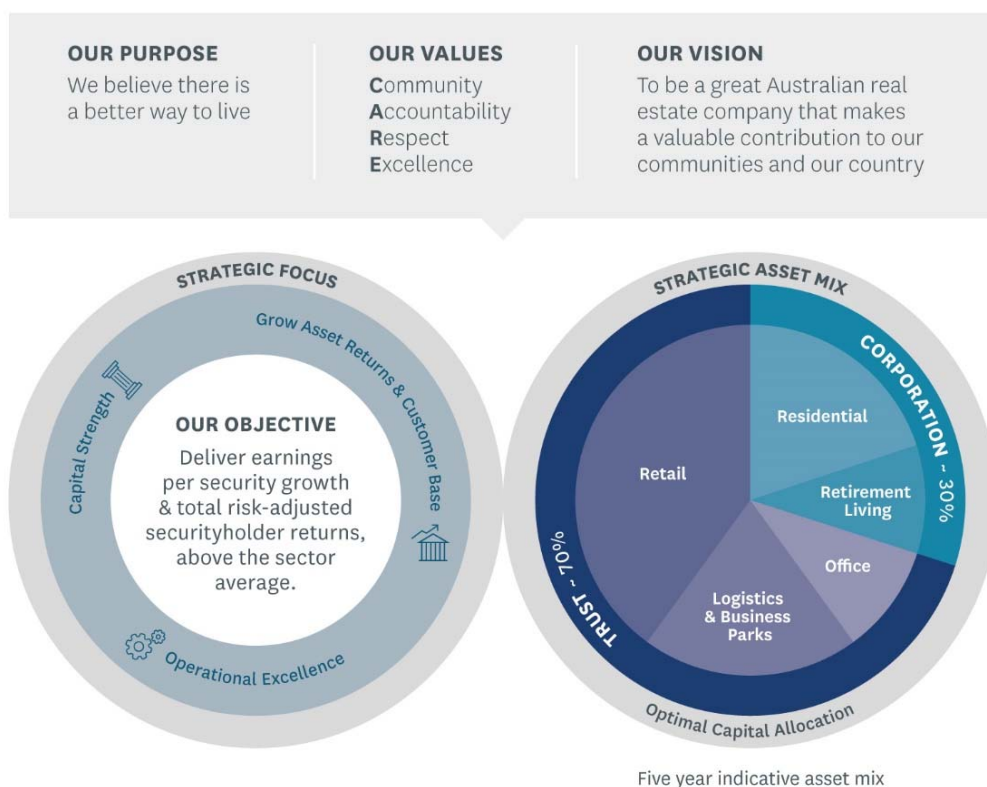 OUR PURPOSE
We believe there is
a better way to live
OUR VALUES
Community
Accountability
Respect
Excellence
OUR VISION
To be a great Australian real
estate company that makes
a valuable contribution to our
communities and our country
STRATEGIC FOCUS
Grow Asset Returns & Customer Base
Capital Strength
Operational Excellence
OUR OBJECTIVE
Deliver earnings
per security growth
& total risk-adjusted
securityholder returns,
above the sector
average.
STRATEGIC ASSET MIX
CORPORATION ~ 30%
TRUST ~ 70%
Residential
Retail
Retirement
Living
Office
Logistics
& Business
Parks
Optimal Capital Allocation
Five year indicative asset mix